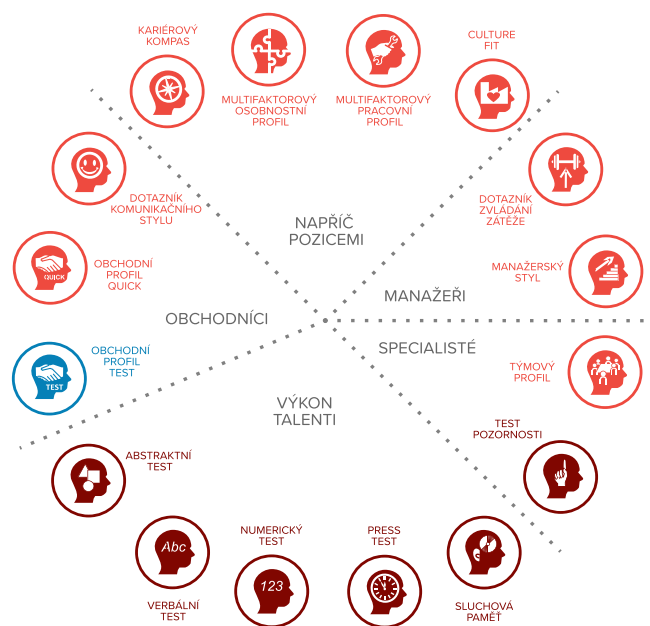 KARIÉROVÝ
KOMPAS
MULTIFAKTOROVÝ
OSOBNOSTNÍ
PROFIL
MULTIFAKTOROVÝ
PRACOVNÍ
PROFIL
CULTURE
FIT
DOTAZNÍK
KOMUNIKAČNÍHO
STYLU
NAPŘÍČ
POZICEMI
DOTAZNÍK
ZVLÁDÁNÍ
ZÁTĚŽE
QUICK
OBCHODNÍ
PROFIL
QUICK
MANAŽERSKÝ
STYL
MANAŽEŘI
OBCHODNÍCI
SPECIALISTÉ
TEST
OBCHODNÍ
PROFIL
TEST
TÝMOVÝ
PROFIL
VÝKON
TALENTI
TEST
POZORNOSTI
ABSTRAKTNÍ
TEST
Abc
VERBÁLNÍ
TEST
NUMERICKÝ
TEST
123
PRESS
TEST
SLUCHOVÁ
PAMĚŤ